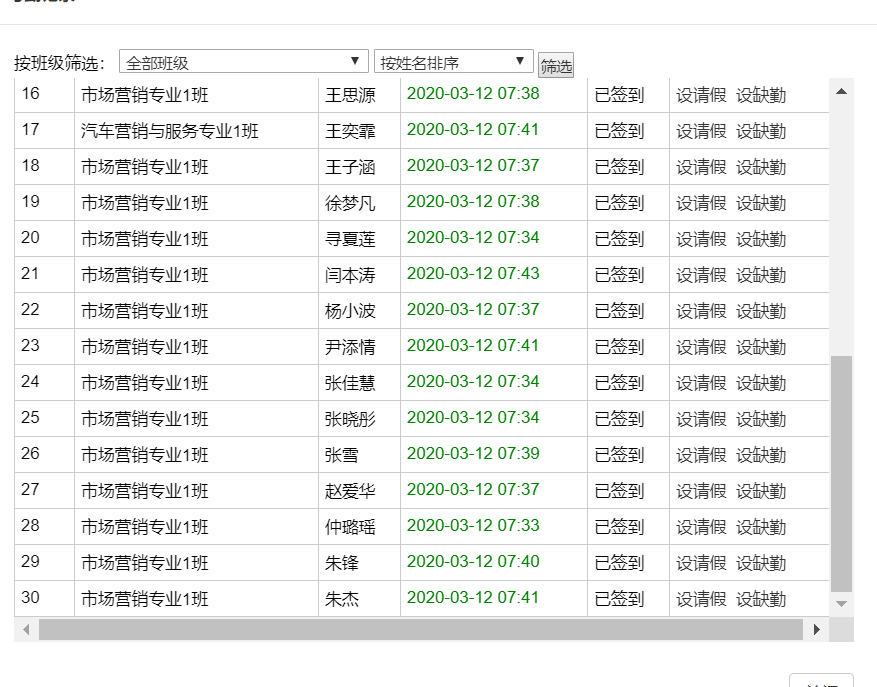 按班级筛选： 全部班级 按姓名排序 筛选
16 市场营销专业1班 王思源 2020-03-12 07:38 已签到 设请假 设缺勤
17 汽车营销与服务专业1班 王奕霏 2020-03-12 07:41 已签到 设请假 设缺勤
18 市场营销专业1班 王子涵 2020-03-12 07:37 已签到 设请假 设缺勤
19 市场营销专业1班 徐梦凡 2020-03-12 07:38 已签到 设请假 设缺勤
20 市场营销专业1班 寻夏莲 2020-03-12 07:34 已签到 设请假 设缺勤
21 市场营销专业1班 闫本涛 2020-03-12 07:43 已签到 设请假 设缺勤
22 市场营销专业1班 杨小波 2020-03-12 07:37 已签到 设请假 设缺勤
23 市场营销专业1班 尹添情 2020-03-12 07:41 已签到 设请假 设缺勤
24 市场营销专业1班 张佳慧 2020-03-12 07:34 已签到 设请假 设缺勤
25 市场营销专业1班 张晓彤 2020-03-12 07:34 已签到 设请假 设缺勤
26 市场营销专业1班 张雪 2020-03-12 07:39 已签到 设请假 设缺勤
27 市场营销专业1班 赵爱华 2020-03-12 07:37 已签到 设请假 设缺勤
28 市场营销专业1班 仲璐瑶 2020-03-12 07:33 已签到 设请假 设缺勤
29 市场营销专业1班 朱锋 2020-03-12 07:40 已签到 设请假 设缺勤
30 市场营销专业1班 朱杰 2020-03-12 07:41 已签到 设请假 设缺勤